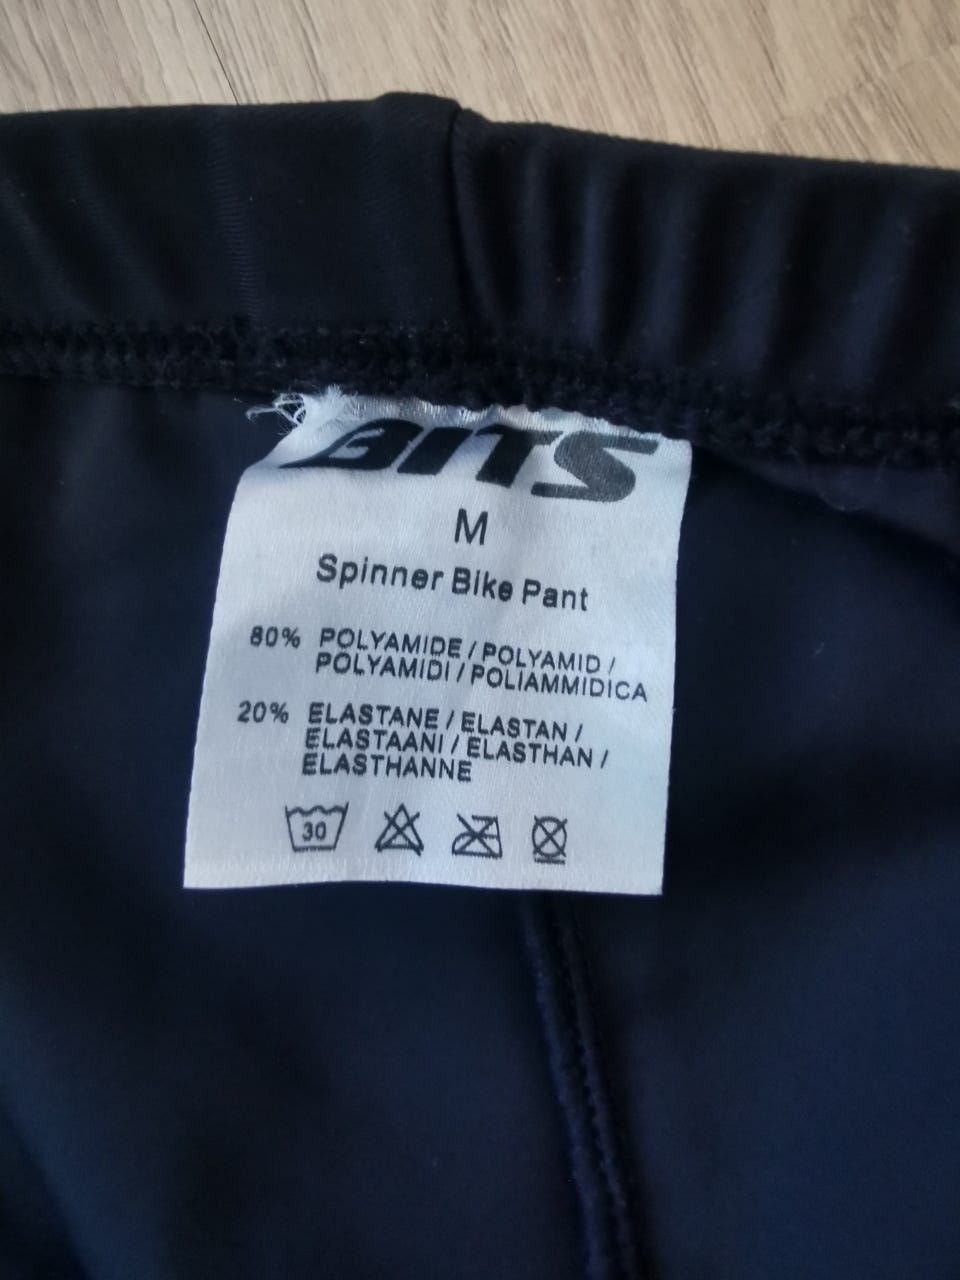 BITS
M
Spinner Bike Pant
80% POLYAMIDE / POLYAMID /
POLYAMIDI / POLIAMMIDICA
20% ELASTANE / ELASTAN /
ELASTAANI / ELASTHAN /
ELASTHANNE
30